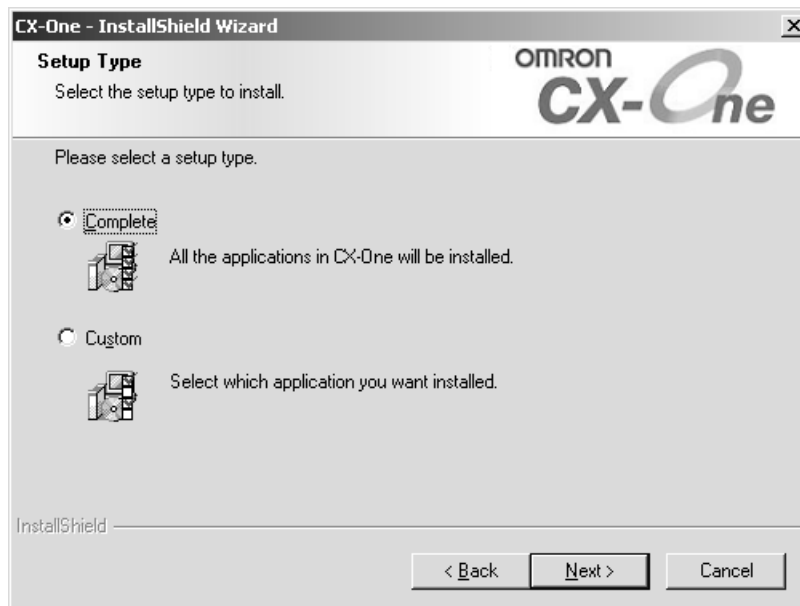 CX-One - InstallShield Wizard
Setup Type
Select the setup type to install.
OMRON
CX-One
Please select a setup type.
Complete
All the applications in CX-One will be installed.
Custom
Select which application you want installed.
InstallShield
< Back
Next >
Cancel